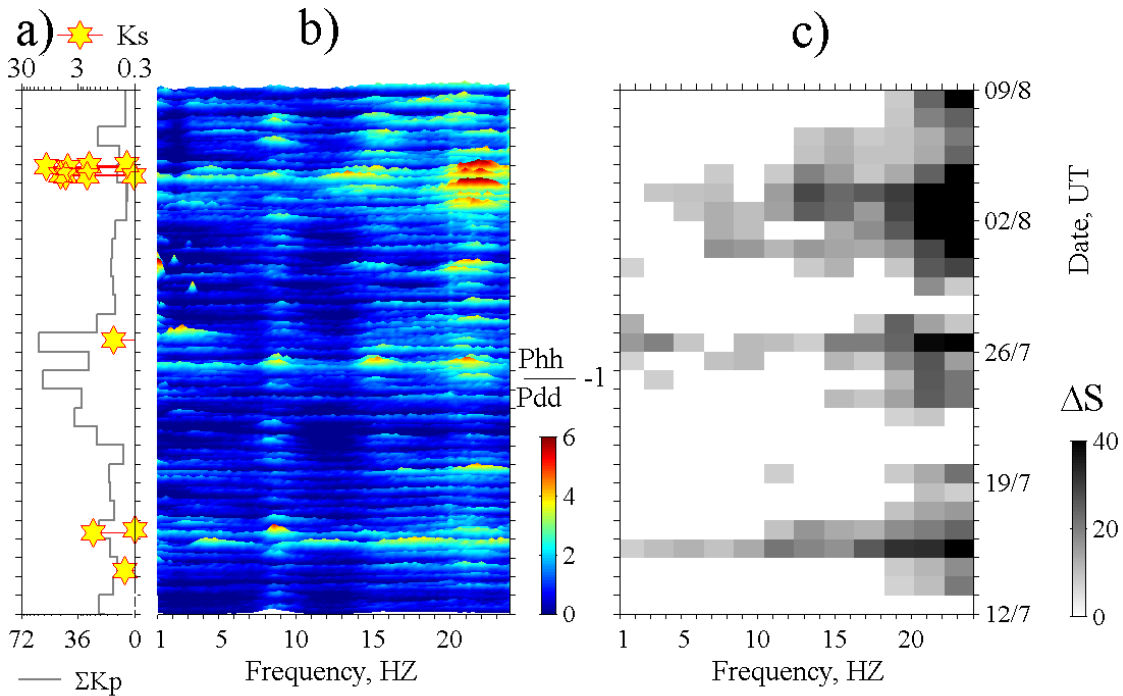 a)
b)
c)
Ks
30 3 0.3
72 36 0
ΣKp
1 5 10 15 20
Frequency, HZ
Phh
Pdd
-1
6
4
2
0
1 5 10 15 20
Frequency, HZ
09/8
02/8
26/7
19/7
12/7
Date, UT
ΔS
40
20
0